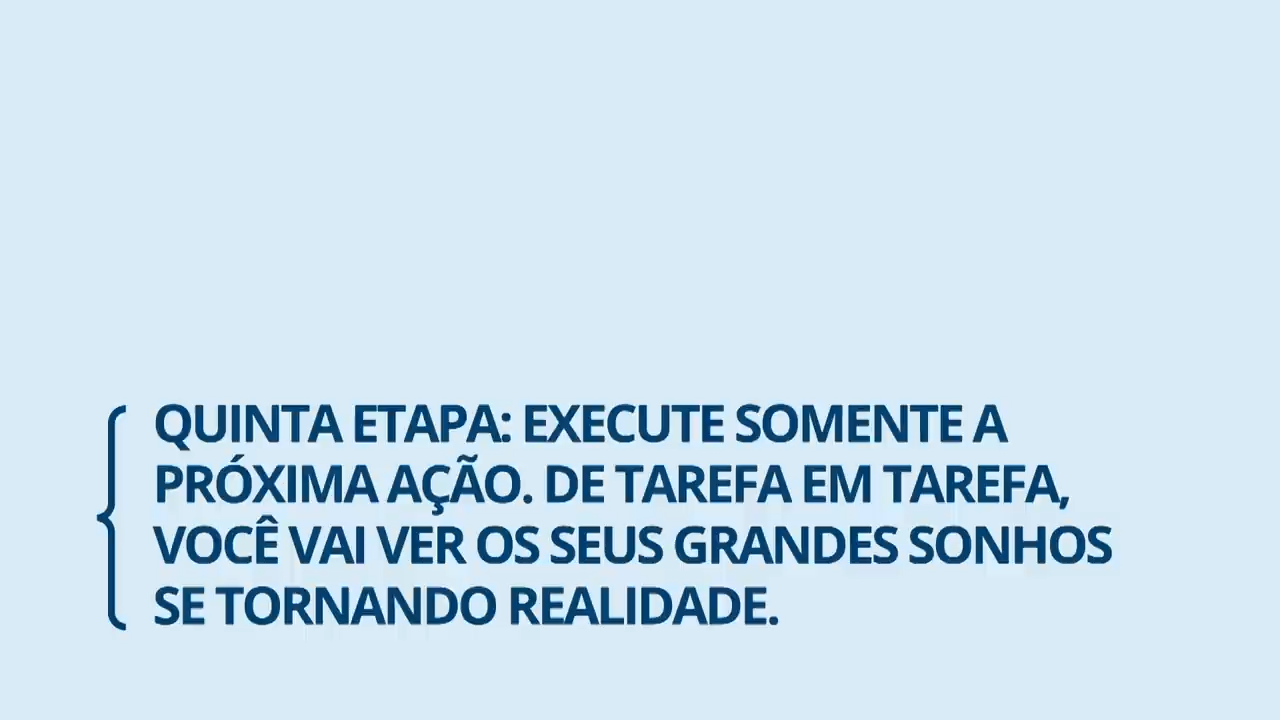 QUINTA ETAPA: EXECUTE SOMENTE A
PRÓXIMA AÇÃO. DE TAREFA EM TAREFA,
VOCÊ VAI VER OS SEUS GRANDES SONHOS
SE TORNANDO REALIDADE.